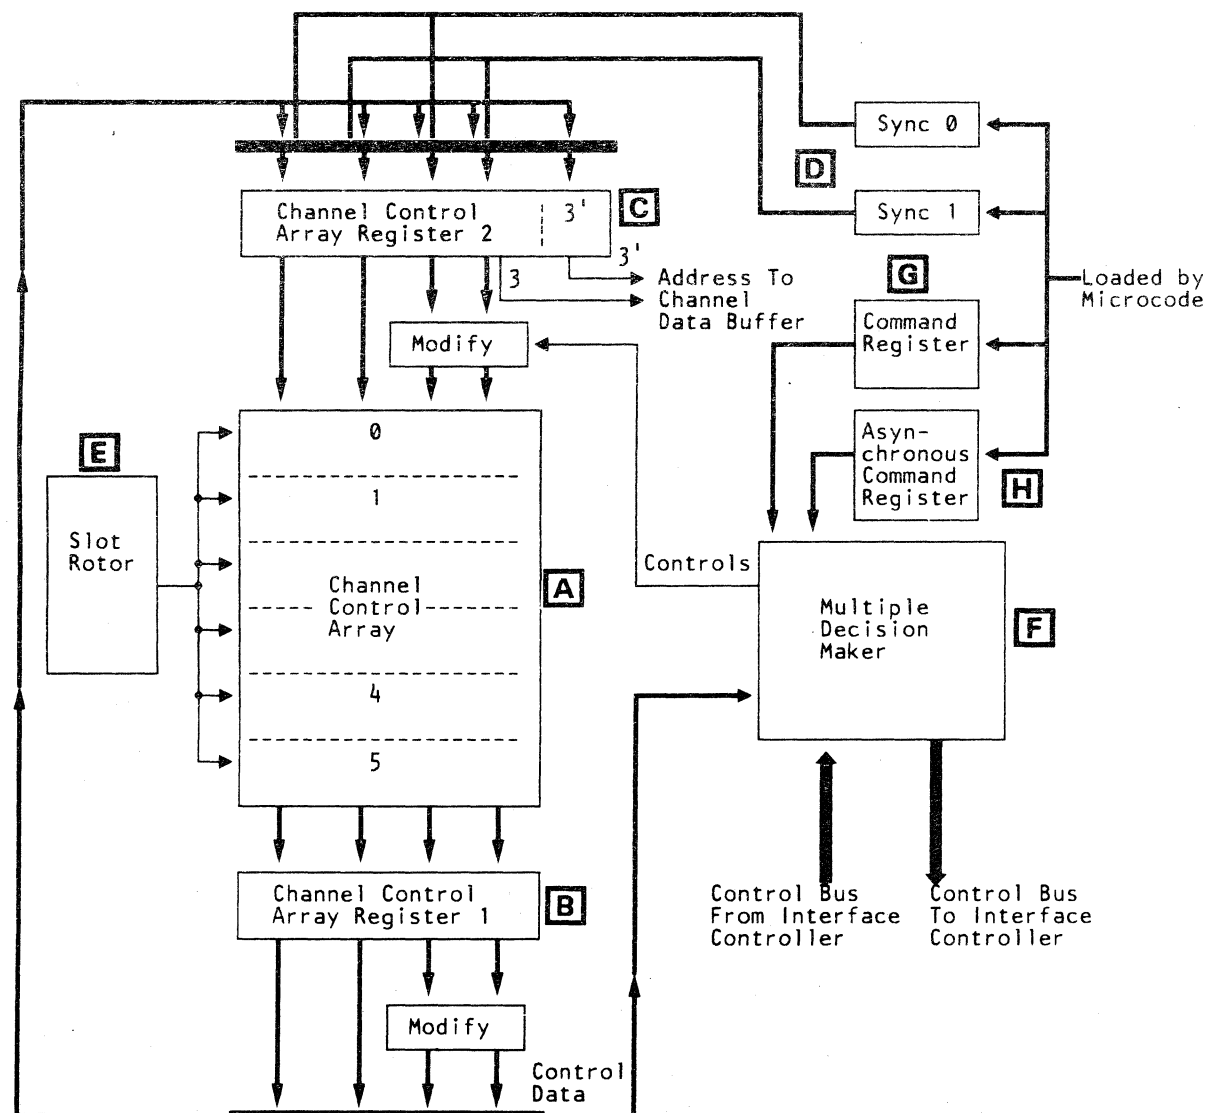 Sync 0
D
Sync 1
Channel Control
Array Register 2
3'
C
3
3'
Address To
Channel
Data Buffer
G
Loaded by
Microcode
Command
Register
Modify
Asyn-
chronous
Command
Register
H
E
Slot
Rotor
0
1
Channel
Control
Array
4
5
A
Controls
Multiple
Decision
Maker
F
Channel Control
Array Register 1
B
Control Bus
From Interface
Controller
Control Bus
To Interface
Controller
Modify
Control
Data